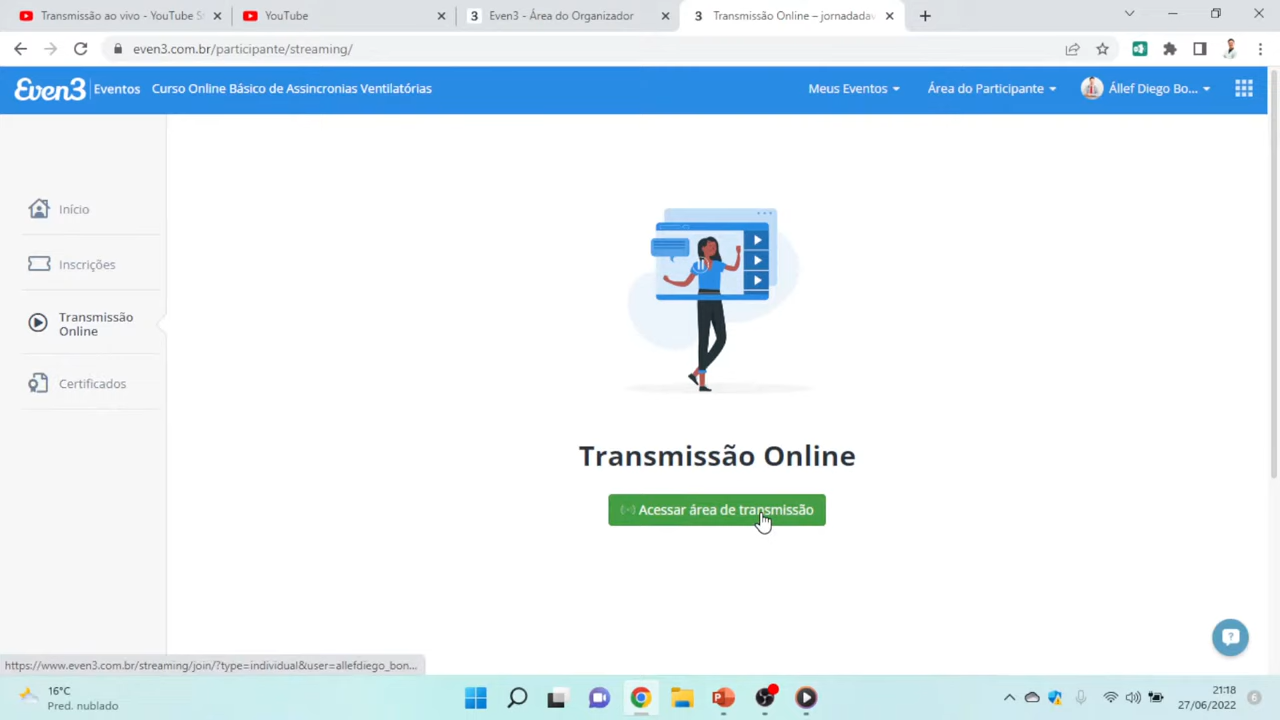 Transmissão ao vivo - YouTube S
YouTube
Even3 - Área do Organizador
Transmissão Online – jornadadav
even3.com.br/participante/streaming/
Even3 Eventos Curso Online Básico de Assincronias Ventilatórias
Meus Eventos
Área do Participante
Állef Diego Bo...
Início
Inscrições
Transmissão
Online
Certificados
Transmissão Online
Acessar área de transmissão
https://www.even3.com.br/streaming/join/?type=individual&user=allefdiego_bon...
16°C
Pred. nublado
21:18
27/06/2022
6